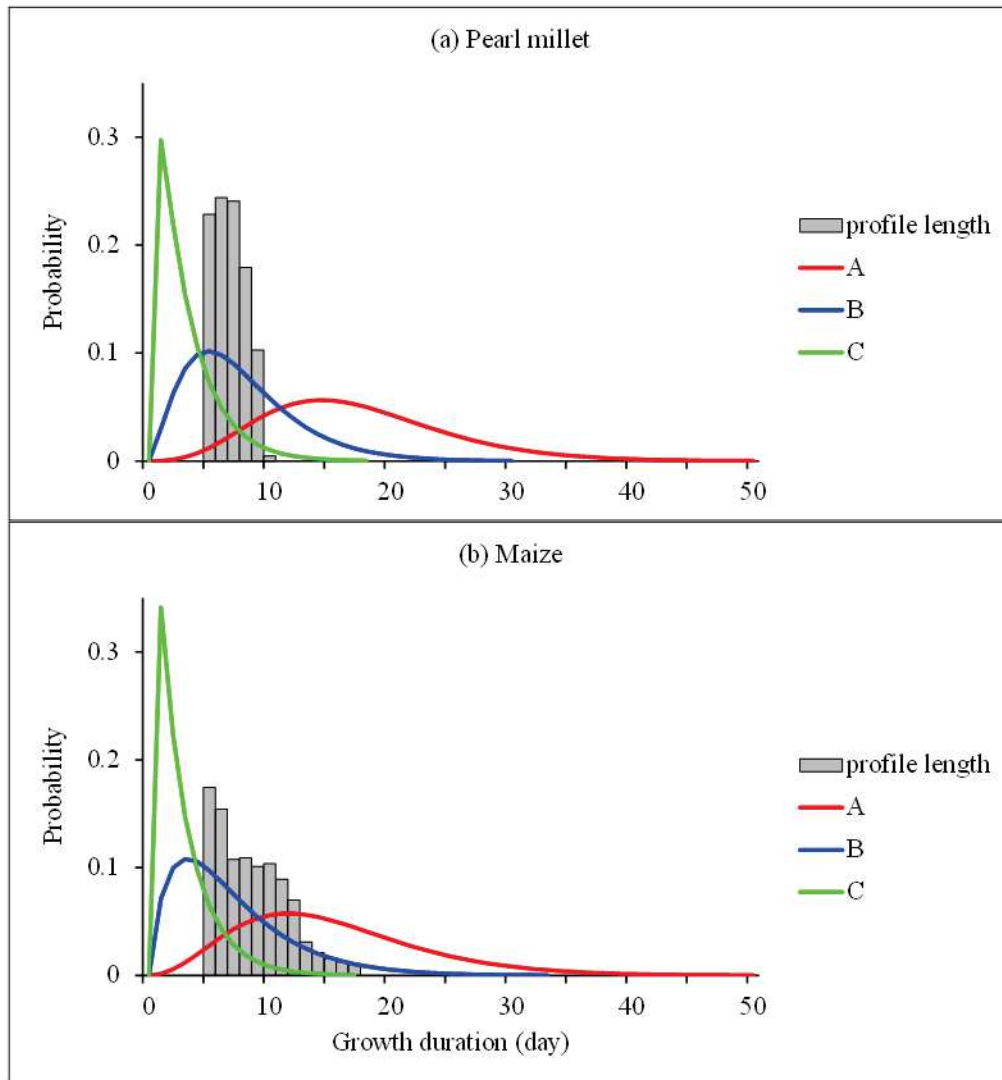 (a) Pearl millet
Probability
0.3
0.2
0.1
0
0
10
20
30
40
50
profile length
A
B
C
(b) Maize
Probability
0.3
0.2
0.1
0
0
10
20
30
40
50
Growth duration (day)
profile length
A
B
C